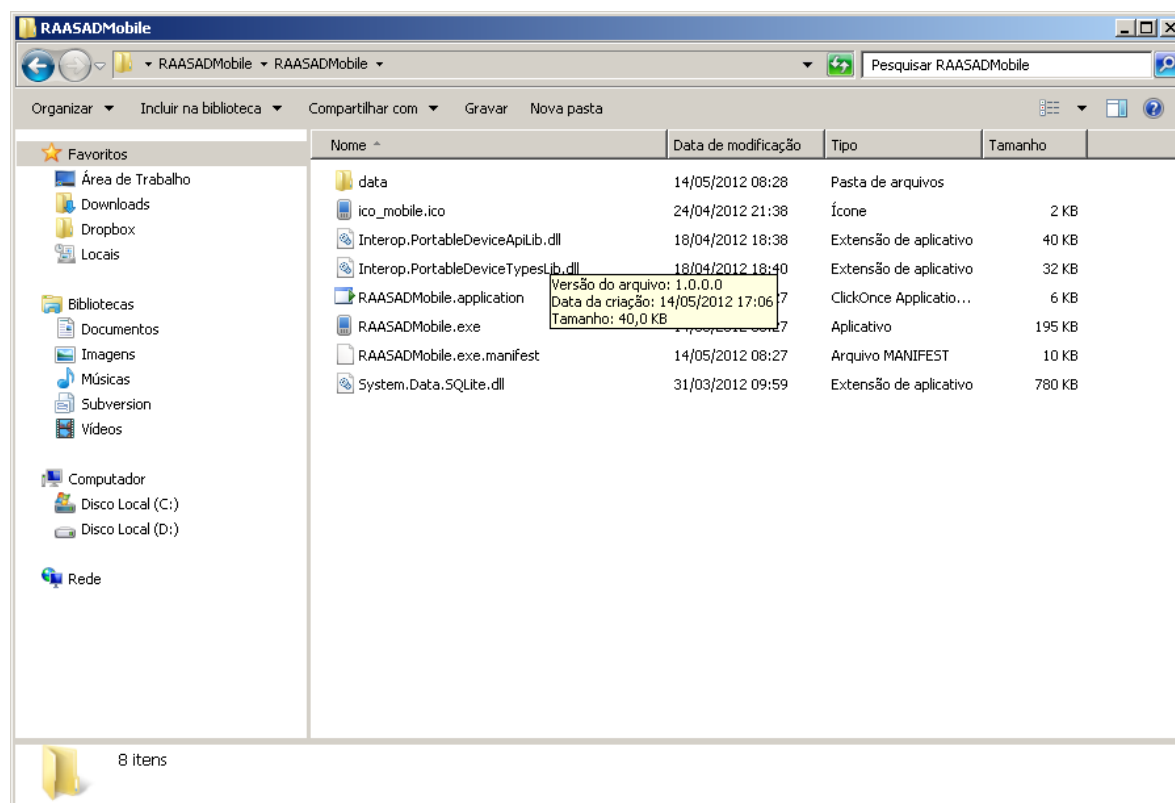 RAASADMobile
RAASADMobile RAASADMobile
Pesquisar RAASADMobile
Organizar Incluir na biblioteca Compartilhar com Gravar Nova pasta
Favoritos
Área de Trabalho
Downloads
Dropbox
Locais
Bibliotecas
Documentos
Imagens
Músicas
Subversion
Vídeos
Computador
Disco Local (C:)
Disco Local (D:)
Rede
Nome Data de modificação Tipo Tamanho
data 14/05/2012 08:28 Pasta de arquivos
ico_mobile.ico 24/04/2012 21:38 Ícone 2 KB
Interop.PortableDeviceApiLib.dll 18/04/2012 18:38 Extensão de aplicativo 40 KB
Interop.PortableDeviceTypesLib.dll 18/04/2012 18:40 Extensão de aplicativo 32 KB
RAASADMobile.application ClickOnce Applicatio... 6 KB
RAASADMobile.exe Aplicativo 195 KB
RAASADMobile.exe.manifest 14/05/2012 08:27 Arquivo MANIFEST 10 KB
System.Data.SQLite.dll 31/03/2012 09:59 Extensão de aplicativo 780 KB
Versão do arquivo: 1.0.0.0
Data da criação: 14/05/2012 17:06
Tamanho: 40,0 KB
8 itens